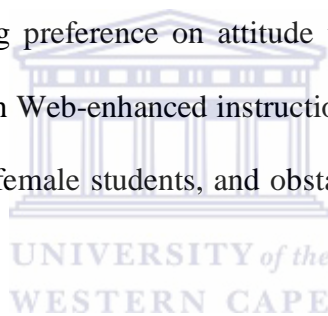 g preference on attitude
Web-enhanced instructio
female students, and obsta
UNIVERSITY of the
WESTERN CAPE